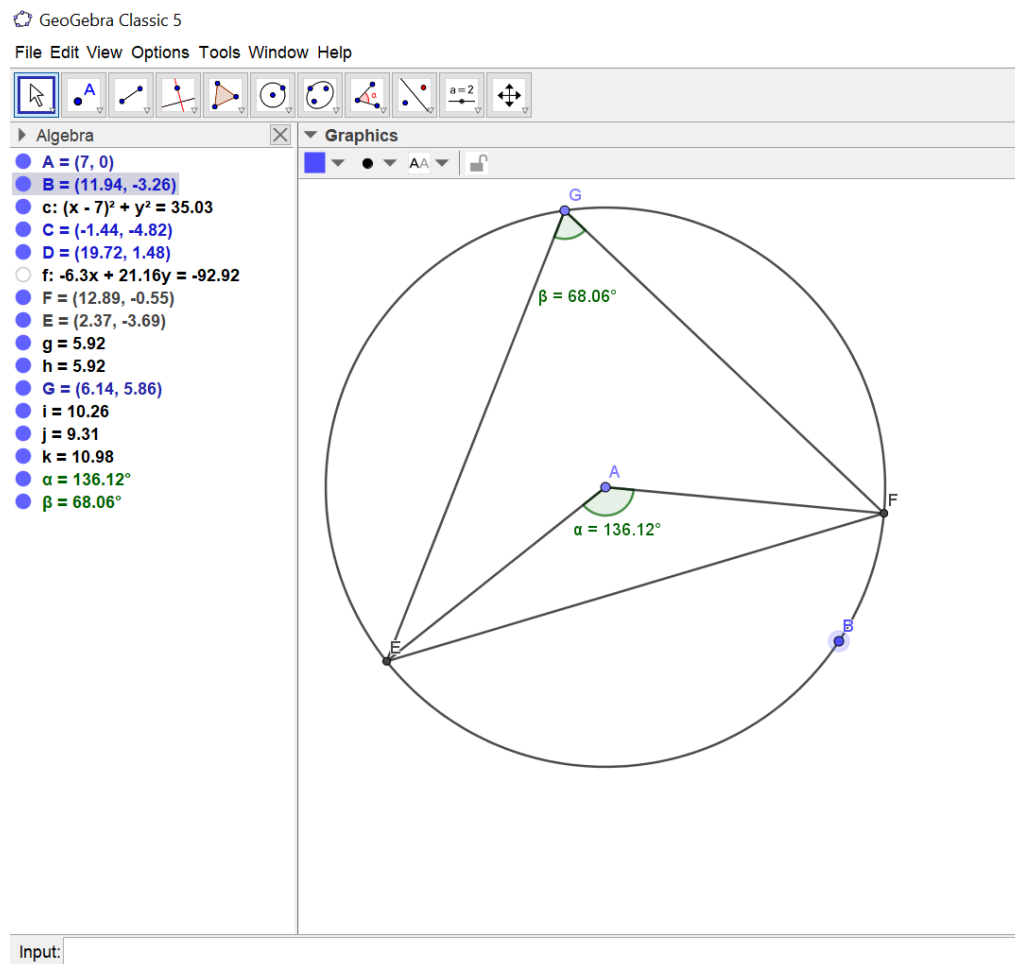 GeoGebra Classic 5
File Edit View Options Tools Window Help
A
a=2
Algebra
Graphics
AA
A = (7, 0)
B = (11.94, -3.26)
c: (x - 7)² + y² = 35.03
C = (-1.44, -4.82)
D = (19.72, 1.48)
f: -6.3x + 21.16y = -92.92
F = (12.89, -0.55)
E = (2.37, -3.69)
g = 5.92
h = 5.92
G = (6.14, 5.86)
i = 10.26
j = 9.31
k = 10.98
α = 136.12°
β = 68.06°
G
β = 68.06°
A
F
α = 136.12°
B
E
Input: